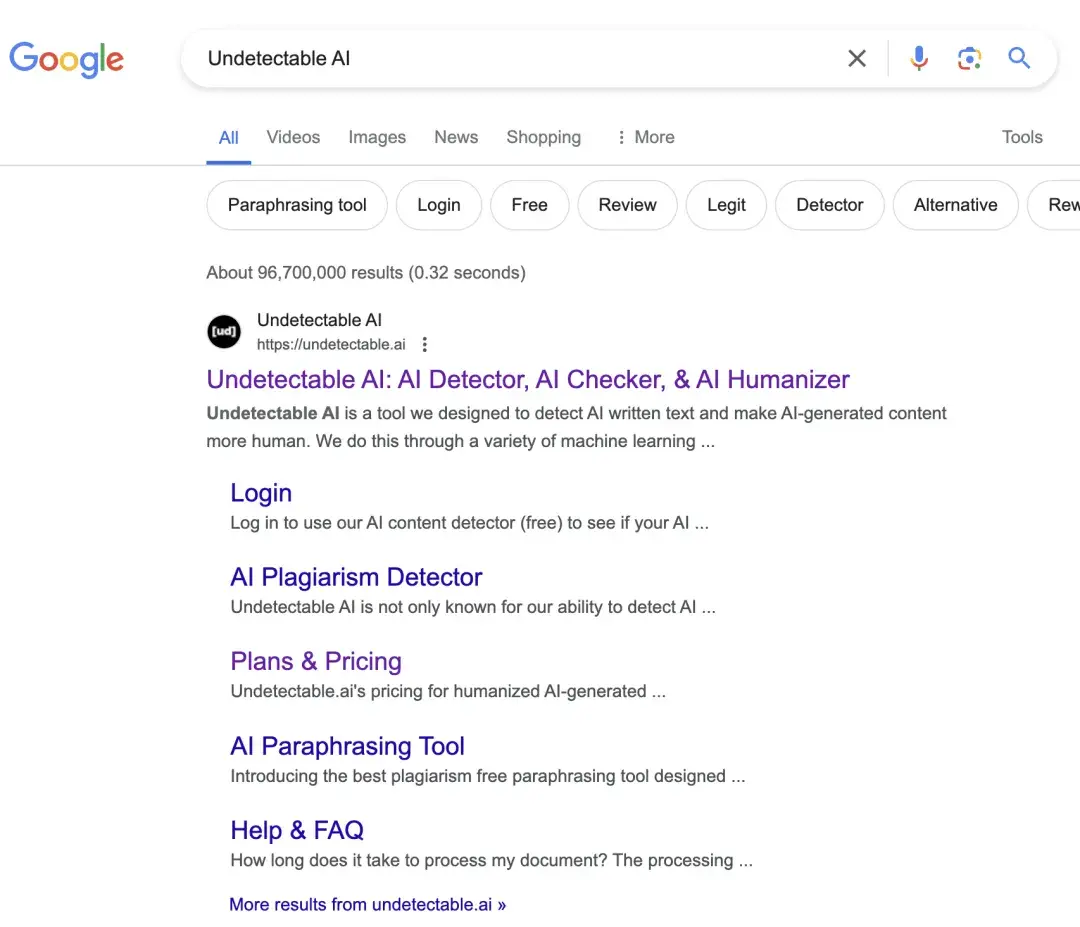 Google
Undetectable AI
All Videos Images News Shopping More Tools
Paraphrasing tool Login Free Review Legit Detector Alternative
About 96,700,000 results (0.32 seconds)
[ud]
Undetectable AI
https://undetectable.ai
Undetectable AI: AI Detector, AI Checker, & AI Humanizer
Undetectable AI is a tool we designed to detect AI written text and make AI-generated content
more human. We do this through a variety of machine learning ...
Login
Log in to use our AI content detector (free) to see if your AI ...
AI Plagiarism Detector
Undetectable AI is not only known for our ability to detect AI ...
Plans & Pricing
Undetectable.ai's pricing for humanized AI-generated ...
AI Paraphrasing Tool
Introducing the best plagiarism free paraphrasing tool designed ...
Help & FAQ
How long does it take to process my document? The processing ...
More results from undetectable.ai »